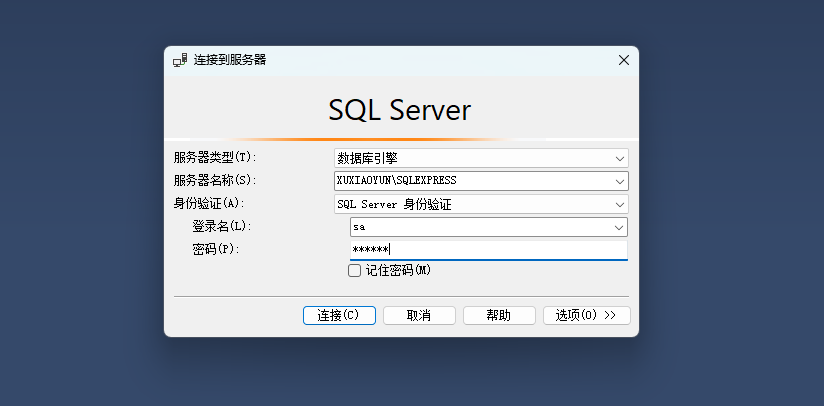 连接到服务器
SQL Server
服务器类型(T): 数据库引擎
服务器名称(S): XUXIAOYUN\SQLEXPRESS
身份验证(A): SQL Server 身份验证
登录名(L): sa
密码(P): ******
记住密码(M)
连接(C) 取消 帮助 选项(O) >>